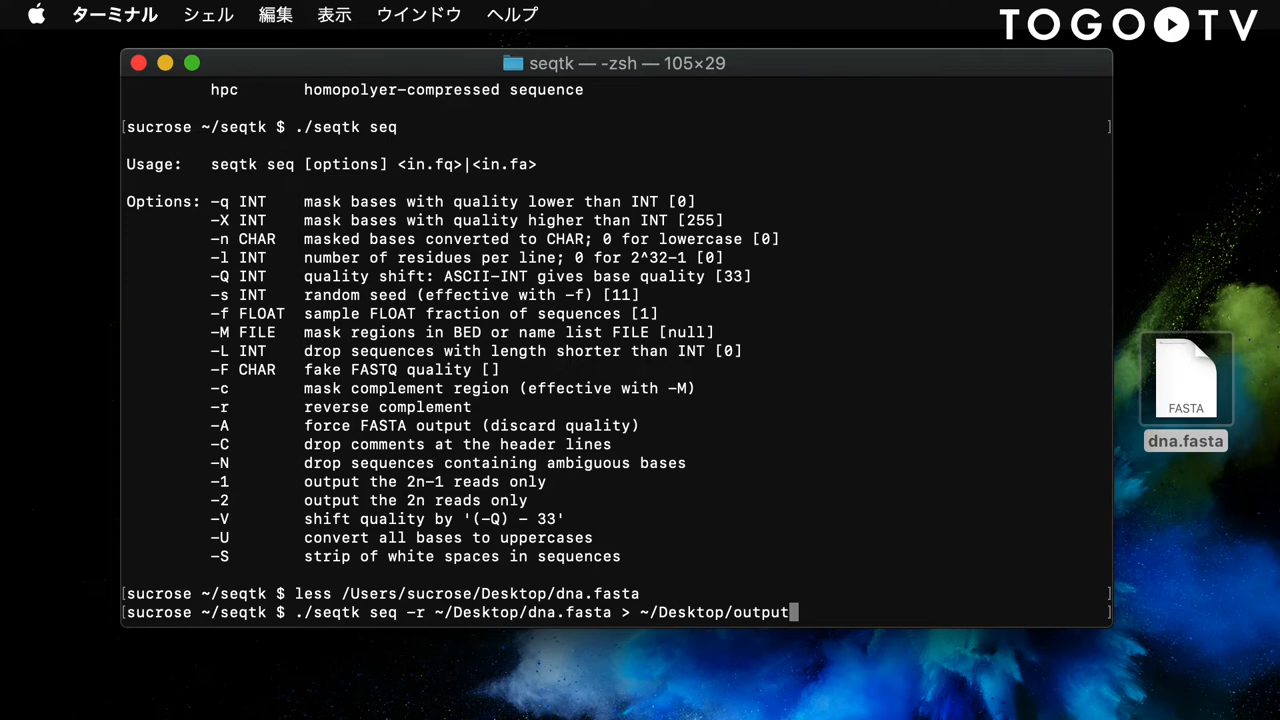 ターミナル シェル 編集 表示 ウインドウ ヘルプ
TOGO TV
seqtk — -zsh — 105×29
hpc homopolyer-compressed sequence
[sucrose ~/seqtk $ ./seqtk seq ]
Usage: seqtk seq [options] <in.fq>|<in.fa>
Options: -q INT mask bases with quality lower than INT [0]
-X INT mask bases with quality higher than INT [255]
-n CHAR masked bases converted to CHAR; 0 for lowercase [0]
-l INT number of residues per line; 0 for 2^32-1 [0]
-Q INT quality shift: ASCII-INT gives base quality [33]
-s INT random seed (effective with -f) [11]
-f FLOAT sample FLOAT fraction of sequences [1]
-M FILE mask regions in BED or name list FILE [null]
-L INT drop sequences with length shorter than INT [0]
-F CHAR fake FASTQ quality []
-c mask complement region (effective with -M)
-r reverse complement
-A force FASTA output (discard quality)
-C drop comments at the header lines
-N drop sequences containing ambiguous bases
-1 output the 2n-1 reads only
-2 output the 2n reads only
-V shift quality by '(-Q) - 33'
-U convert all bases to uppercases
-S strip of white spaces in sequences
[sucrose ~/seqtk $ less /Users/sucrose/Desktop/dna.fasta ]
[sucrose ~/seqtk $ ./seqtk seq -r ~/Desktop/dna.fasta > ~/Desktop/output ]
FASTA
dna.fasta